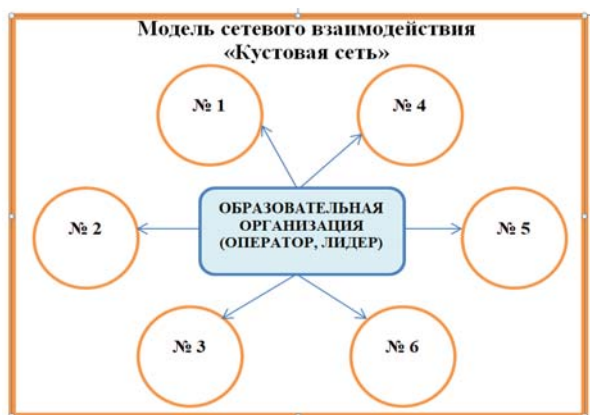 Модель сетевого взаимодействия
«Кустовая сеть»
№ 1
№ 4
№ 2
ОБРАЗОВАТЕЛЬНАЯ
ОРГАНИЗАЦИЯ
(ОПЕРАТОР, ЛИДЕР)
№ 5
№ 3
№ 6